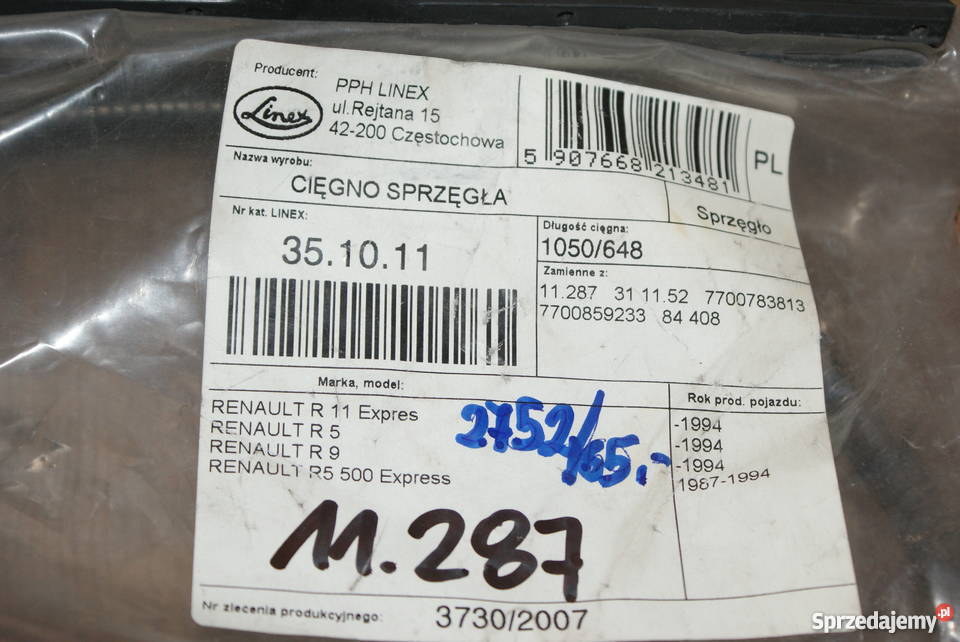 Producent:
Linex
PPH LINEX
ul.Rejtana 15
42-200 Częstochowa
5 907668 213481
PL
Nazwa wyrobu:
CIĘGNO SPRZĘGŁA
Sprzęgło
Nr kat. LINEX:
35.10.11
Długość cięgna:
1050/648
Zamienne z:
11.287 31 11.52 7700783813
7700859233 84 408
Marka, model:
Rok prod. pojazdu:
RENAULT R 11 Expres -1994
RENAULT R 5 -1994
RENAULT R 9 -1994
RENAULT R5 500 Express 1987-1994
2752/65,-
11.287
Nr zlecenia produkcyjnego: 3730/2007
Sprzedajemy.pl